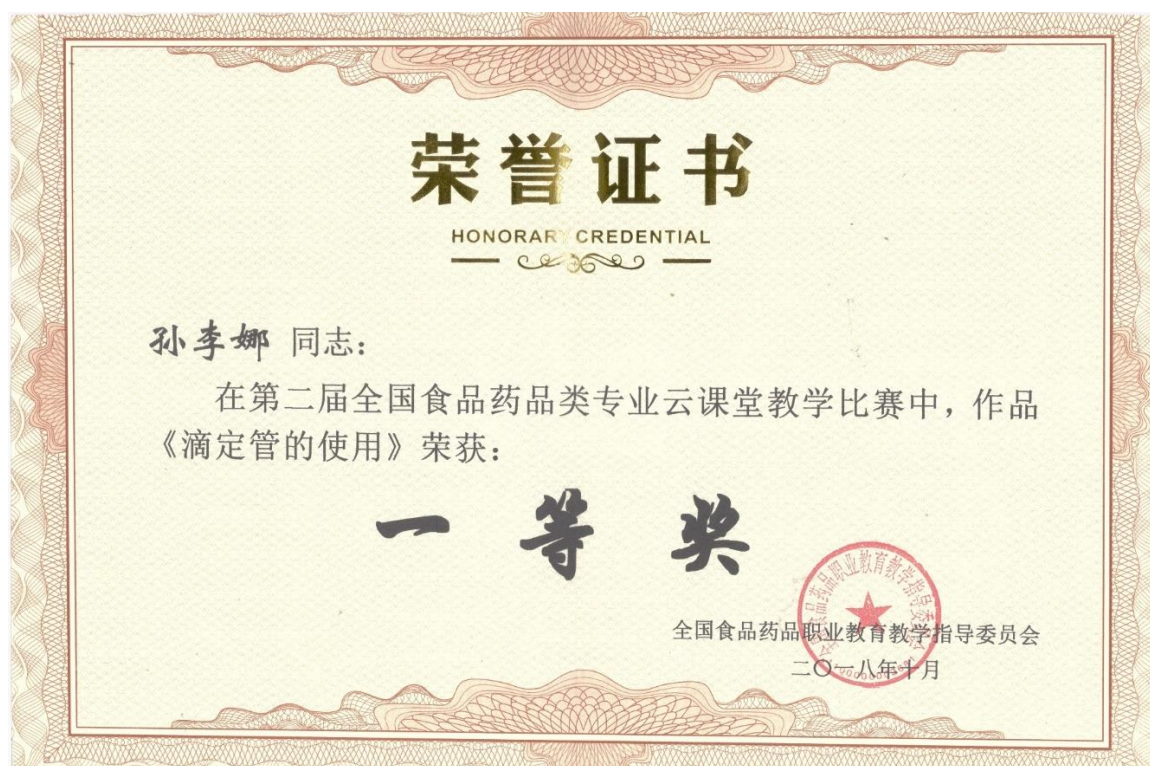 荣誉证书
HONORARY CREDENTIAL
孙李娜 同志：
在第二届全国食品药品类专业云课堂教学比赛中，作品
《滴定管的使用》荣获：
一等奖
全国食品药品职业教育教学指导委员会
二〇一八年十月